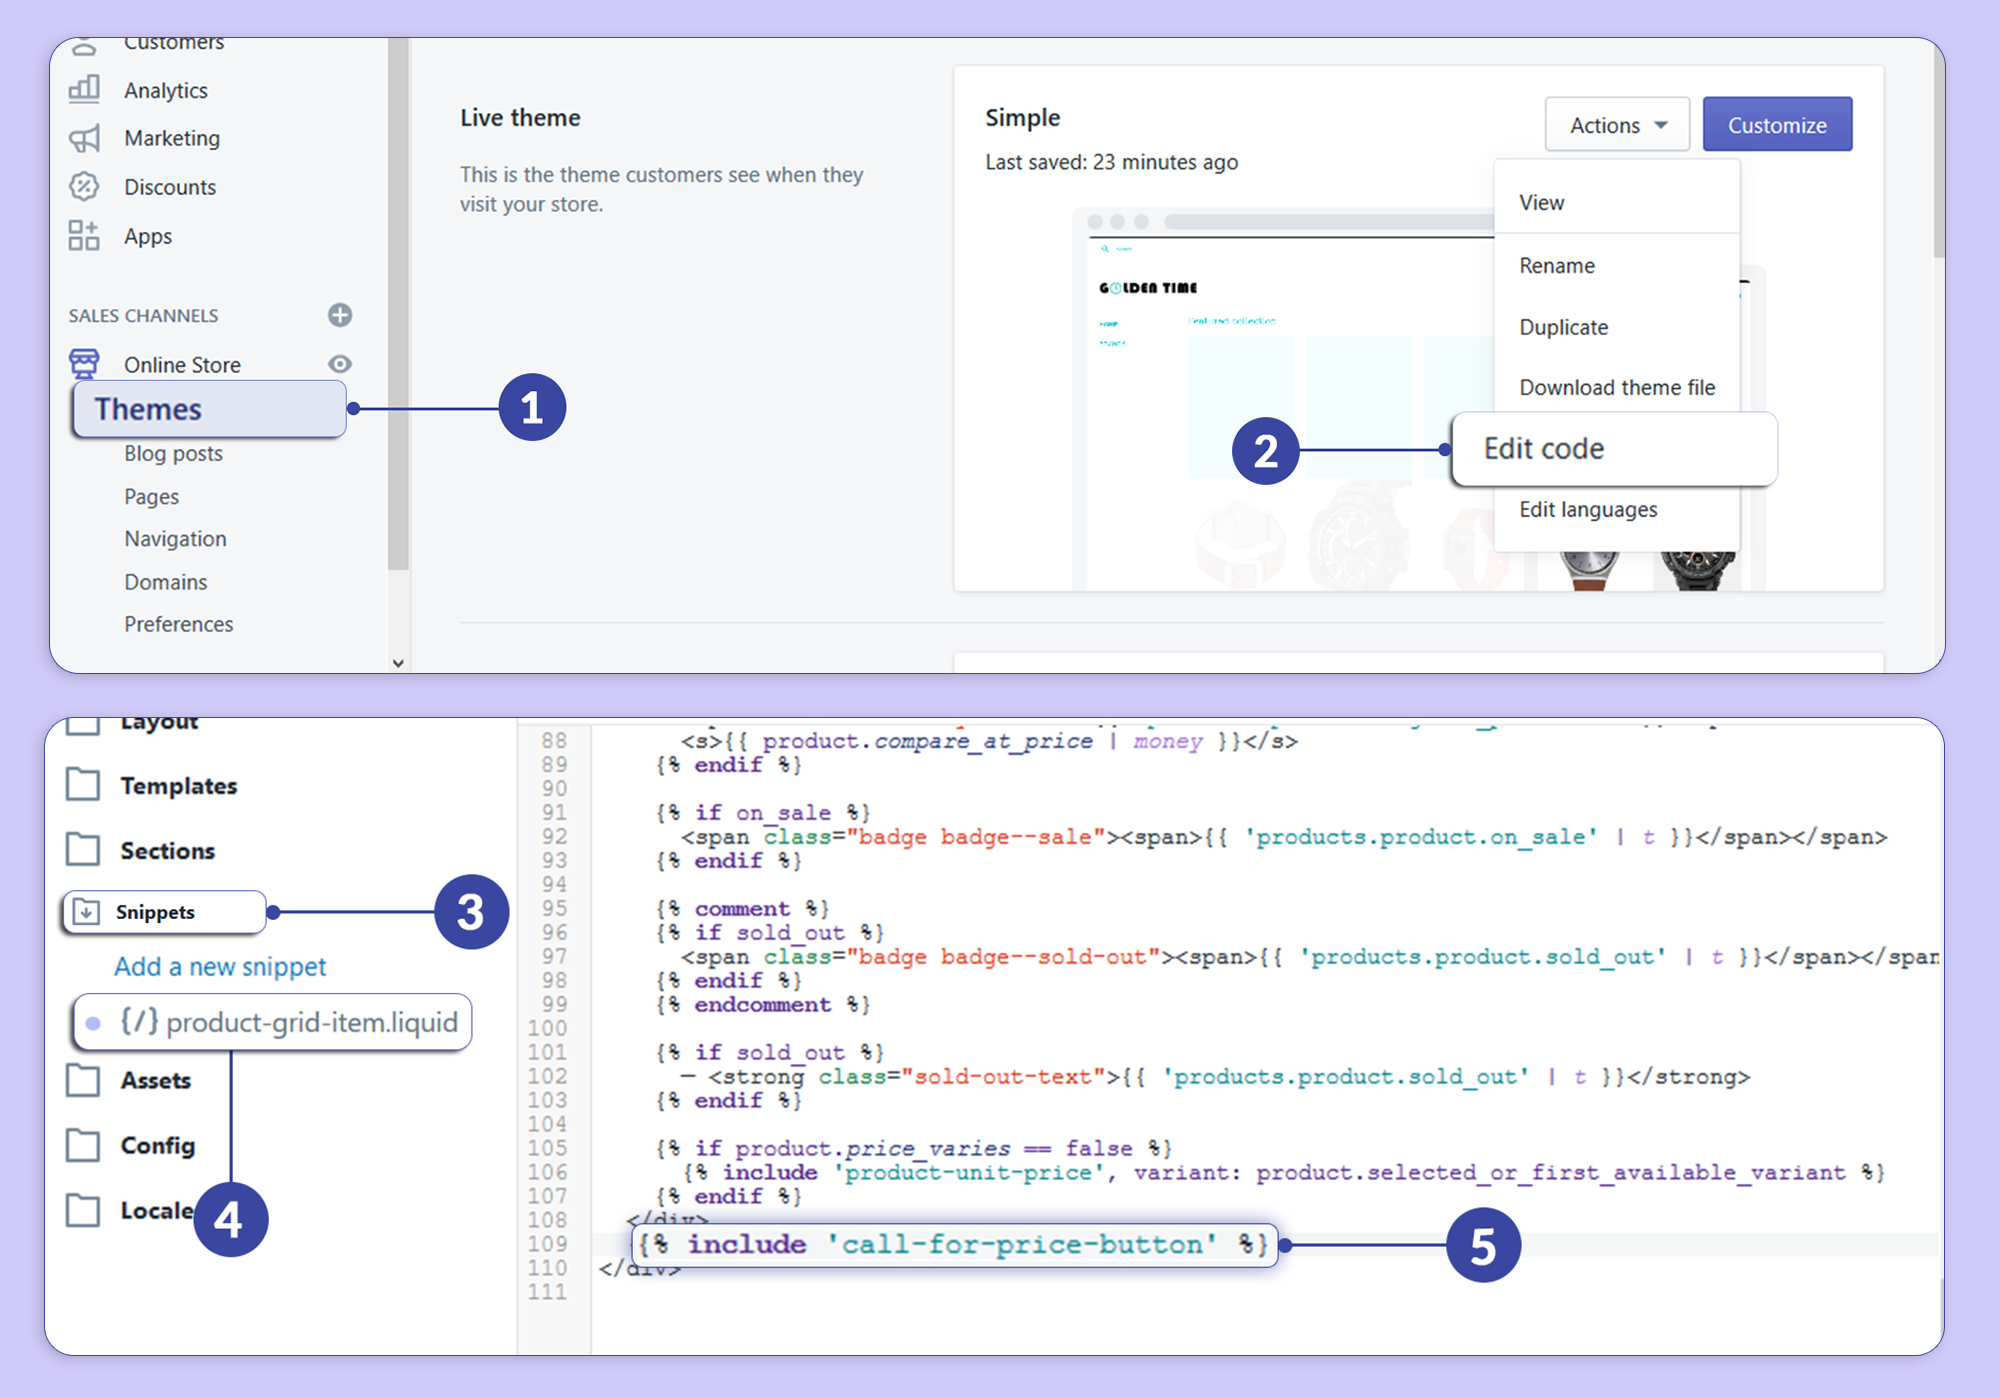 Customers
Analytics
Marketing
Discounts
Apps
SALES CHANNELS
Online Store
Themes
1
Blog posts
Pages
Navigation
Domains
Preferences
Live theme
This is the theme customers see when they
visit your store.
Simple
Last saved: 23 minutes ago
Actions
Customize
View
Rename
Duplicate
Download theme file
2
Edit code
Edit languages
GOLDEN TIME
Featured collection
Layout
Templates
Sections
Snippets
3
Add a new snippet
{/} product-grid-item.liquid
Assets
Config
Locale
4
88 <s>{{ product.compare_at_price | money }}</s>
89 {% endif %}
90
91 {% if on_sale %}
92 <span class="badge badge--sale"><span>{{ 'products.product.on_sale' | t }}</span></span>
93 {% endif %}
94
95 {% comment %}
96 {% if sold_out %}
97 <span class="badge badge--sold-out"><span>{{ 'products.product.sold_out' | t }}</span></span
98 {% endif %}
99 {% endcomment %}
100
101 {% if sold_out %}
102 — <strong class="sold-out-text">{{ 'products.product.sold_out' | t }}</strong>
103 {% endif %}
104
105 {% if product.price_varies == false %}
106 {% include 'product-unit-price', variant: product.selected_or_first_available_variant %}
107 {% endif %}
108 </div>
109 {% include 'call-for-price-button' %}
5
110 </div>
111